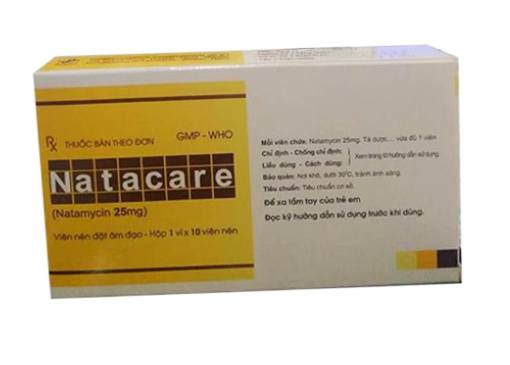 Rx THUỐC BÁN THEO ĐƠN GMP - WHO
Natacare
(Natamycin 25mg)
Viên nén đặt âm đạo - Hộp 1 vỉ x 10 viên nén
Mỗi viên chứa: Natamycin 25mg. Tá dược.... vừa đủ 1 viên
Chỉ định - Chống chỉ định:
Liều dùng - Cách dùng:
Xem trong tờ hướng dẫn sử dụng.
Bảo quản: Nơi khô, dưới 30°C, tránh ánh sáng.
Tiêu chuẩn: Tiêu chuẩn cơ sở.
Để xa tầm tay của trẻ em
Đọc kỹ hướng dẫn sử dụng trước khi dùng.